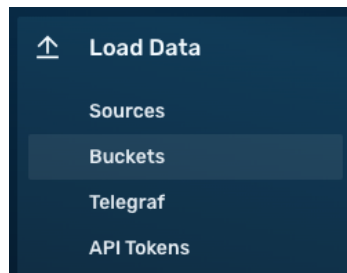 Load Data
Sources
Buckets
Telegraf
API Tokens